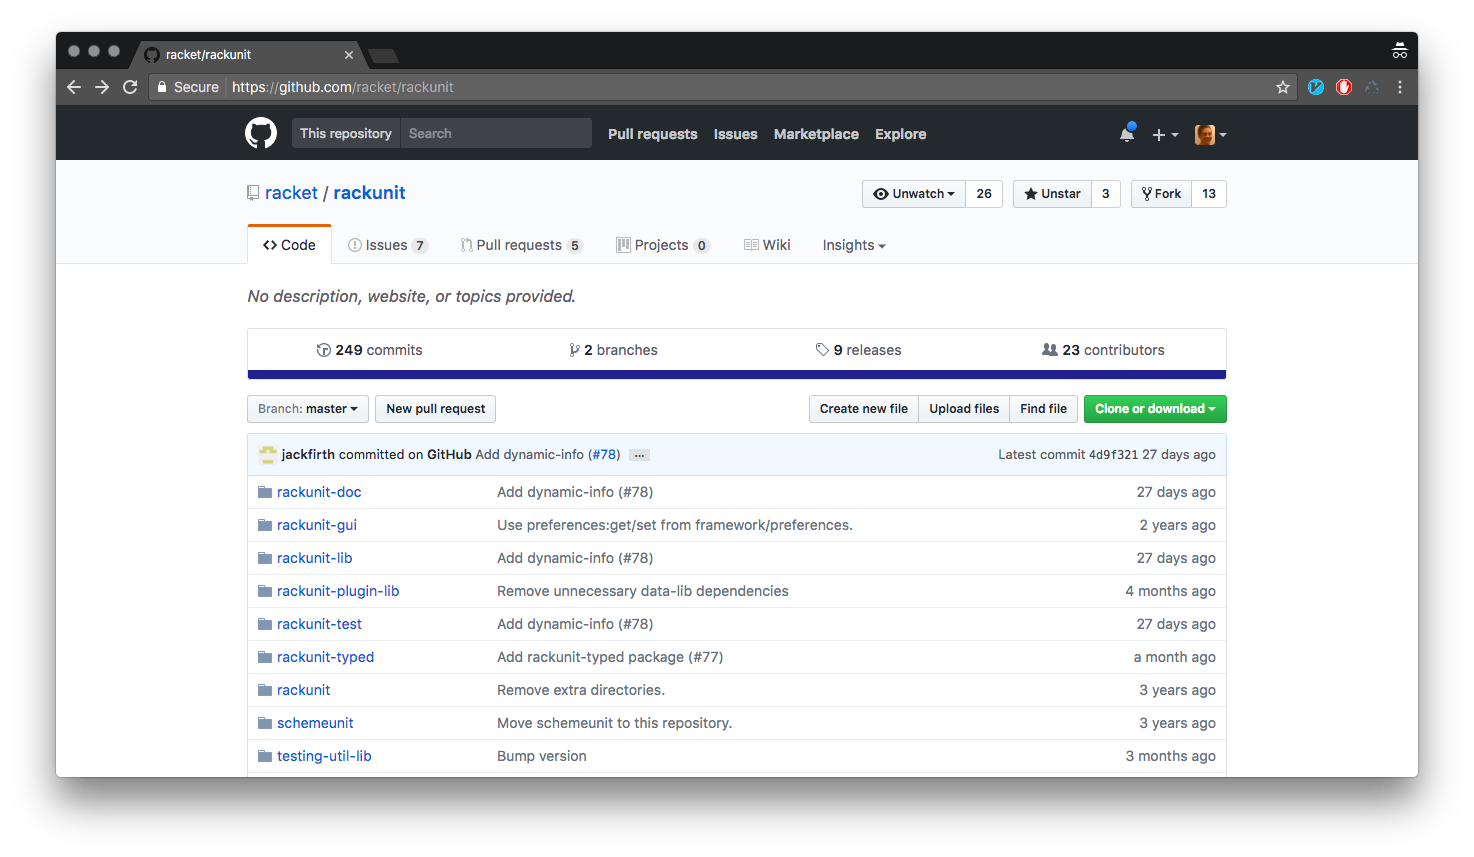 racket/rackunit
Secure https://github.com/racket/rackunit
This repository Search Pull requests Issues Marketplace Explore
racket / rackunit Unwatch 26 Unstar 3 Fork 13
Code Issues 7 Pull requests 5 Projects 0 Wiki Insights
No description, website, or topics provided.
249 commits 2 branches 9 releases 23 contributors
Branch: master New pull request Create new file Upload files Find file Clone or download
jackfirth committed on GitHub Add dynamic-info (#78) ... Latest commit 4d9f321 27 days ago
rackunit-doc Add dynamic-info (#78) 27 days ago
rackunit-gui Use preferences:get/set from framework/preferences. 2 years ago
rackunit-lib Add dynamic-info (#78) 27 days ago
rackunit-plugin-lib Remove unnecessary data-lib dependencies 4 months ago
rackunit-test Add dynamic-info (#78) 27 days ago
rackunit-typed Add rackunit-typed package (#77) a month ago
rackunit Remove extra directories. 3 years ago
schemeunit Move schemeunit to this repository. 3 years ago
testing-util-lib Bump version 3 months ago